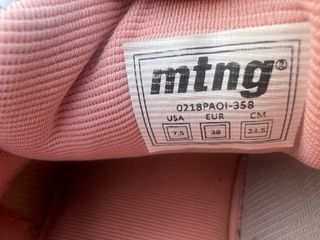 mtng®
0218PAOI-358
USA EUR CM
7.5 38 24.5